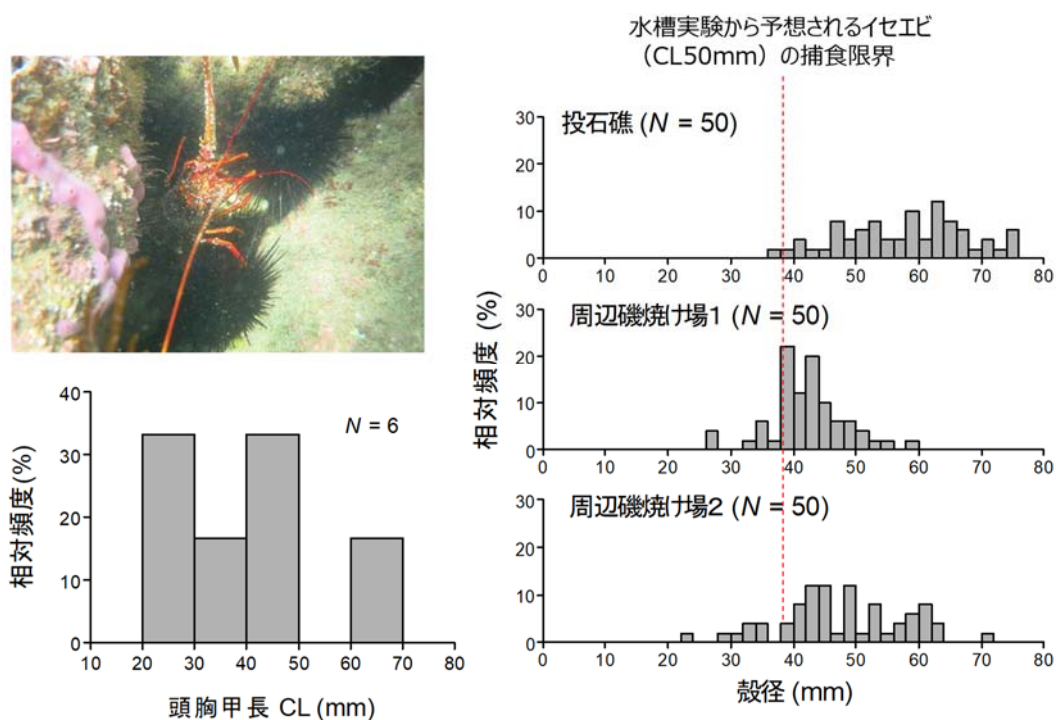 水槽実験から予想されるイセエビ
（CL50mm）の捕食限界
投石礁 (N = 50)
30
20
10
0
0 10 20 30 40 50 60 70 80
周辺磯焼け場1 (N = 50)
30
20
10
0
0 10 20 30 40 50 60 70 80
周辺磯焼け場2 (N = 50)
30
20
10
0
0 10 20 30 40 50 60 70 80
相対頻度 (%)
殻径 (mm)
N = 6
40
30
20
10
0
10 20 30 40 50 60 70 80
相対頻度(%)
頭胸甲長 CL (mm)